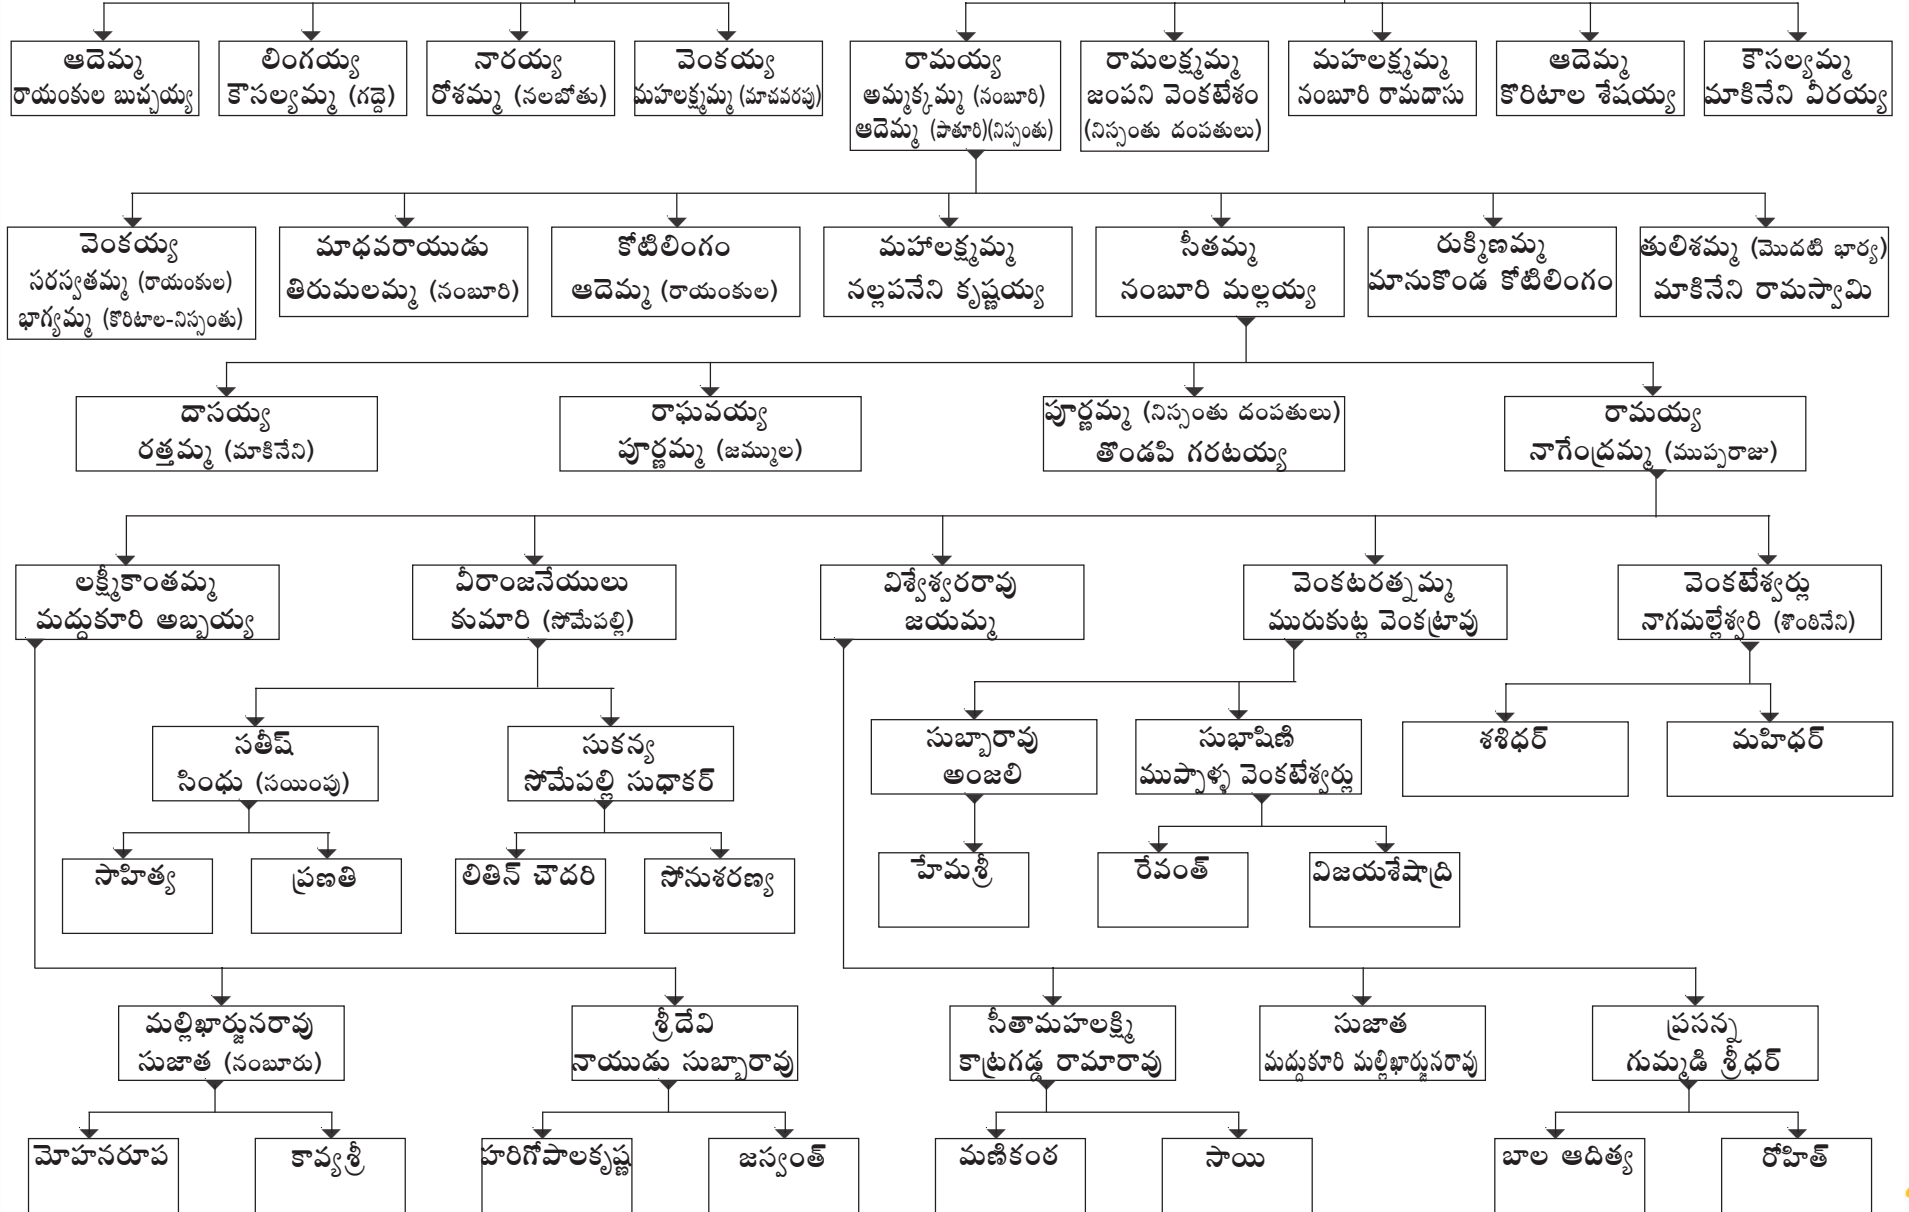 ఆదెమ్మ
రాయంకుల బుచ్చయ్య
లింగయ్య
కౌసల్యమ్మ (గద్దె)
నారయ్య
రోశమ్మ (నలబోతు)
వెంకయ్య
మహలక్ష్మమ్మ (మాచవరపు)
రామయ్య
అమ్మక్కమ్మ (నంబూరి)
ఆదెమ్మ (పాతూరి)(నిస్సంతు)
రామలక్ష్మమ్మ
జంపని వెంకటేశం
(నిస్సంతు దంపతులు)
మహలక్ష్మమ్మ
నంబూరి రామదాసు
ఆదెమ్మ
కొరిటాల శేషయ్య
కౌసల్యమ్మ
మాకినేని వీరయ్య
వెంకయ్య
సరస్వతమ్మ (రాయంకుల)
భాగ్యమ్మ (కొరిటాల-నిస్సంతు)
మాధవరాయుడు
తిరుమలమ్మ (నంబూరి)
కోటిలింగం
ఆదెమ్మ (రాయంకుల)
మహాలక్ష్మమ్మ
నల్లపనేని కృష్ణయ్య
సీతమ్మ
నంబూరి మల్లయ్య
రుక్మిణమ్మ
మానుకొండ కోటిలింగం
తులిశమ్మ (మొదటి భార్య)
మాకినేని రామస్వామి
దాసయ్య
రత్తమ్మ (మాకినేని)
రాఘవయ్య
పూర్ణమ్మ (జమ్ముల)
పూర్ణమ్మ (నిస్సంతు దంపతులు)
తొండపి గరటయ్య
రామయ్య
నాగేంద్రమ్మ (ముప్పరాజు)
లక్ష్మీకాంతమ్మ
మద్దుకూరి అబ్బయ్య
వీరాంజనేయులు
కుమారి (సోమేపల్లి)
విశ్వేశ్వరరావు
జయమ్మ
వెంకటరత్నమ్మ
మురుకుట్ల వెంకట్రావు
వెంకటేశ్వర్లు
నాగమల్లేశ్వరి (శొంఠినేని)
సతీష్
సింధు (సయింపు)
సుకన్య
సోమేపల్లి సుధాకర్
సుబ్బారావు
అంజలి
సుభాషిణి
ముప్పాళ్ళ వెంకటేశ్వర్లు
శశిధర్
మహిధర్
సాహిత్య
ప్రణతి
లితిన్ చౌదరి
సోనుశరణ్య
హేమశ్రీ
రేవంత్
విజయశేషాద్రి
మల్లిఖార్జునరావు
సుజాత (నంబూరు)
శ్రీదేవి
నాయుడు సుబ్బారావు
సీతామహలక్ష్మి
కాట్రగడ్డ రామారావు
సుజాత
మద్దుకూరి మల్లిఖార్జునరావు
ప్రసన్న
గుమ్మడి శ్రీధర్
మోహనరూప
కావ్యశ్రీ
హరిగోపాలకృష్ణ
జస్వంత్
మణికంఠ
సాయి
బాల ఆదిత్య
రోహిత్